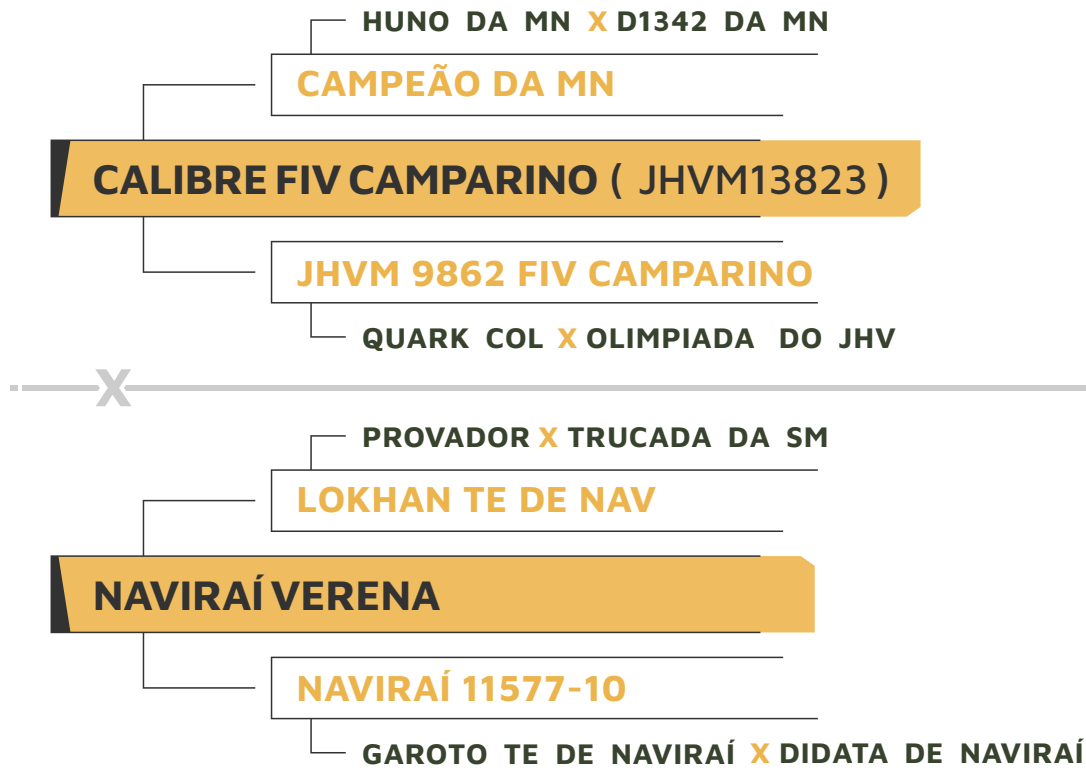 HUNO DA MN X D1342 DA MN
CAMPEÃO DA MN
CALIBRE FIV CAMPARINO ( JHVM13823 )
JHVM 9862 FIV CAMPARINO
QUARK COL X OLIMPIADA DO JHV
X
PROVADOR X TRUCADA DA SM
LOKHAN TE DE NAV
NAVIRAÍ VERENA
NAVIRAÍ 11577-10
GAROTO TE DE NAVIRAÍ X DIDATA DE NAVIRAÍ